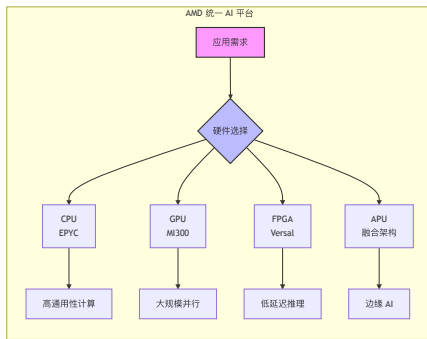 AMD 统一 AI 平台
应用需求
硬件选择
CPU
EPYC
GPU
MI300
FPGA
Versal
APU
融合架构
高通用性计算
大规模并行
低延迟推理
边缘 AI